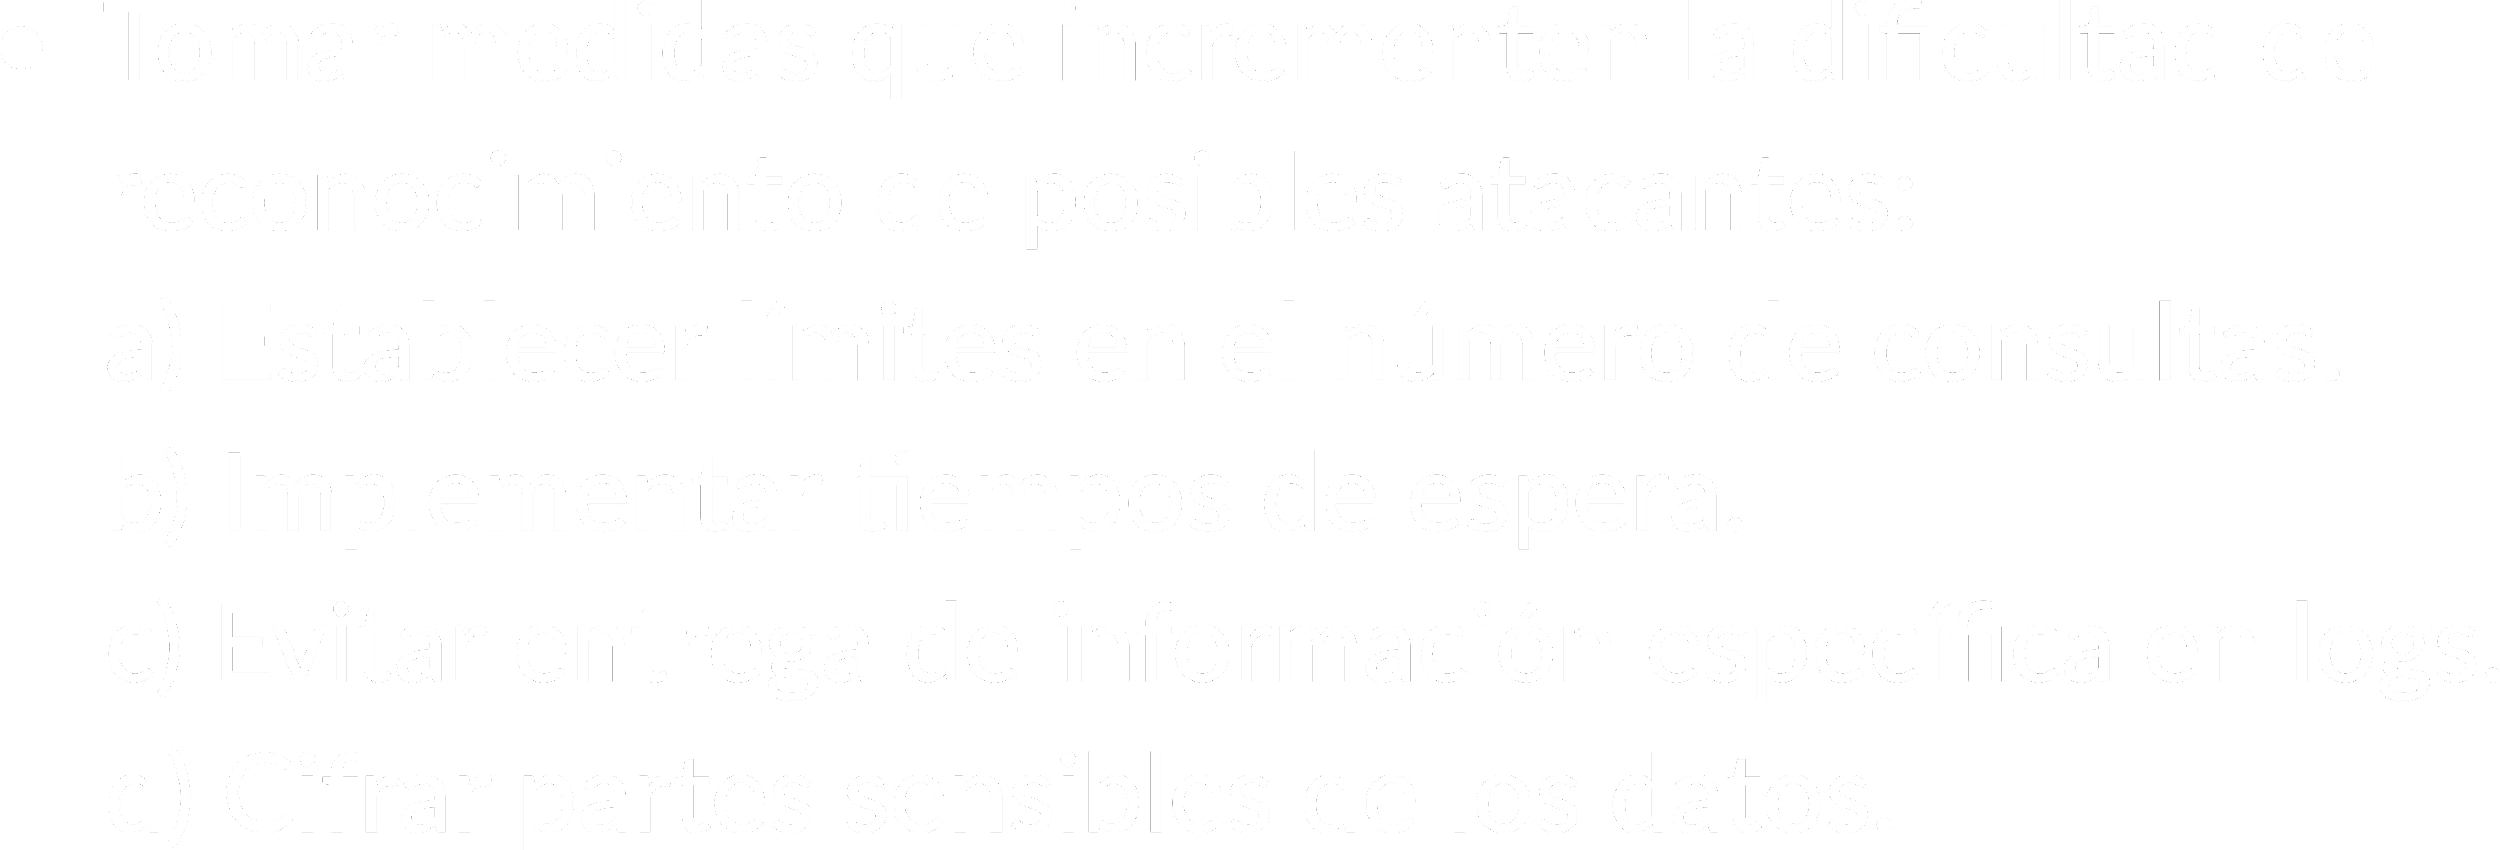 • Tomar medidas que incrementen la dificultad de
reconocimiento de posibles atacantes:
a) Establecer límites en el número de consultas.
b) Implementar tiempos de espera.
c) Evitar entrega de información específica en logs.
d) Cifrar partes sensibles de los datos.